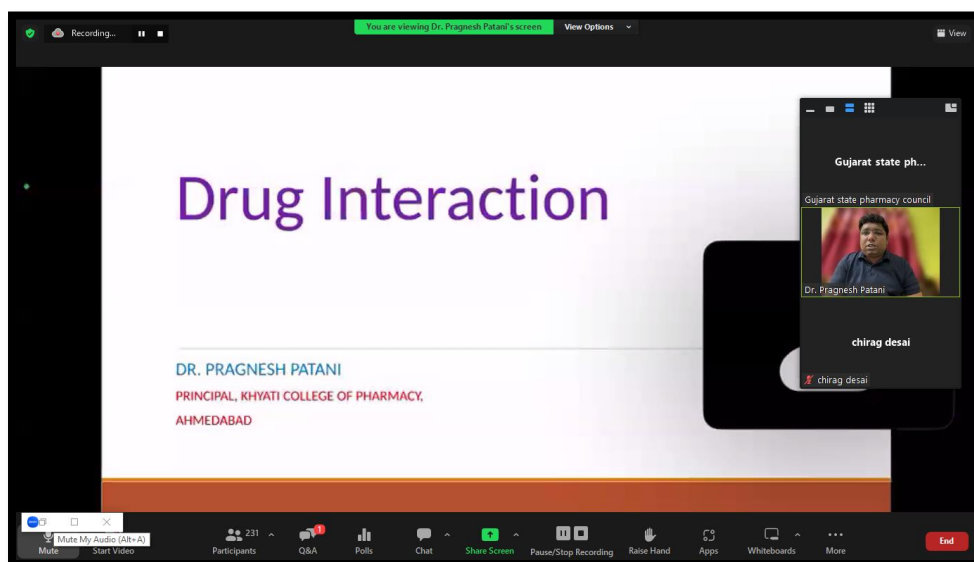 Recording...
You are viewing Dr. Pragnesh Patani's screen
View Options
View
Drug Interaction
DR. PRAGNESH PATANI
PRINCIPAL, KHYATI COLLEGE OF PHARMACY,
AHMEDABAD
Gujarat state ph...
Gujarat state pharmacy council
Dr. Pragnesh Patani
chirag desai
chirag desai
Mute My Audio (Alt+A)
Mute
Start Video
231
Participants
1
Q&A
Polls
Chat
Share Screen
Pause/Stop Recording
Raise Hand
Apps
Whiteboards
More
End